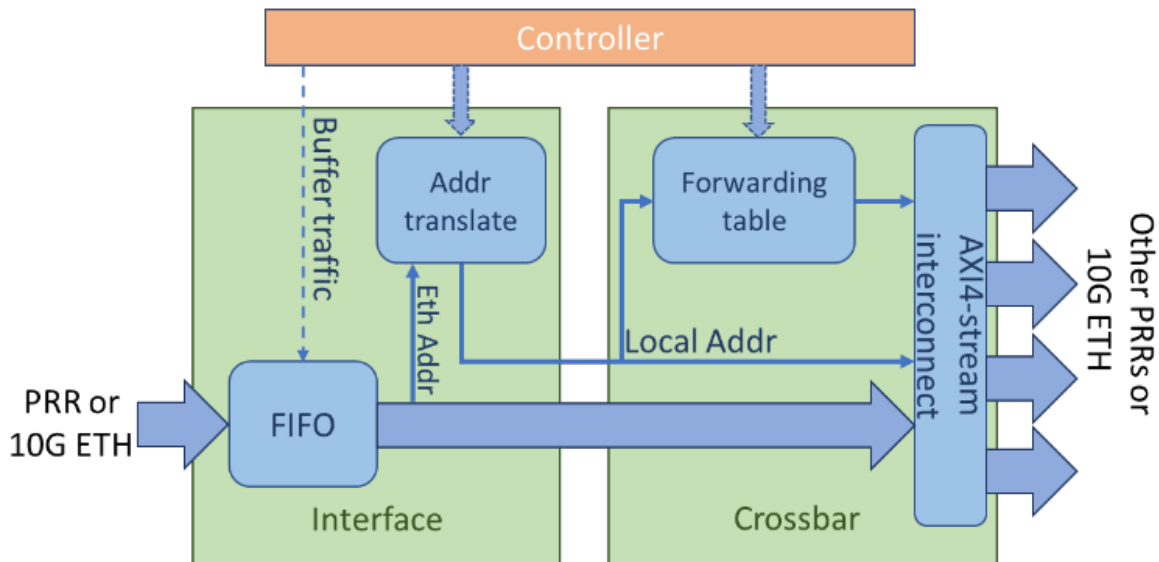 Controller
Buffer traffic
Addr
translate
Eth Addr
Forwarding
table
Local Addr
AXI4-stream
interconnect
PRR or
10G ETH
FIFO
Other PRRs or
10G ETH
Interface
Crossbar